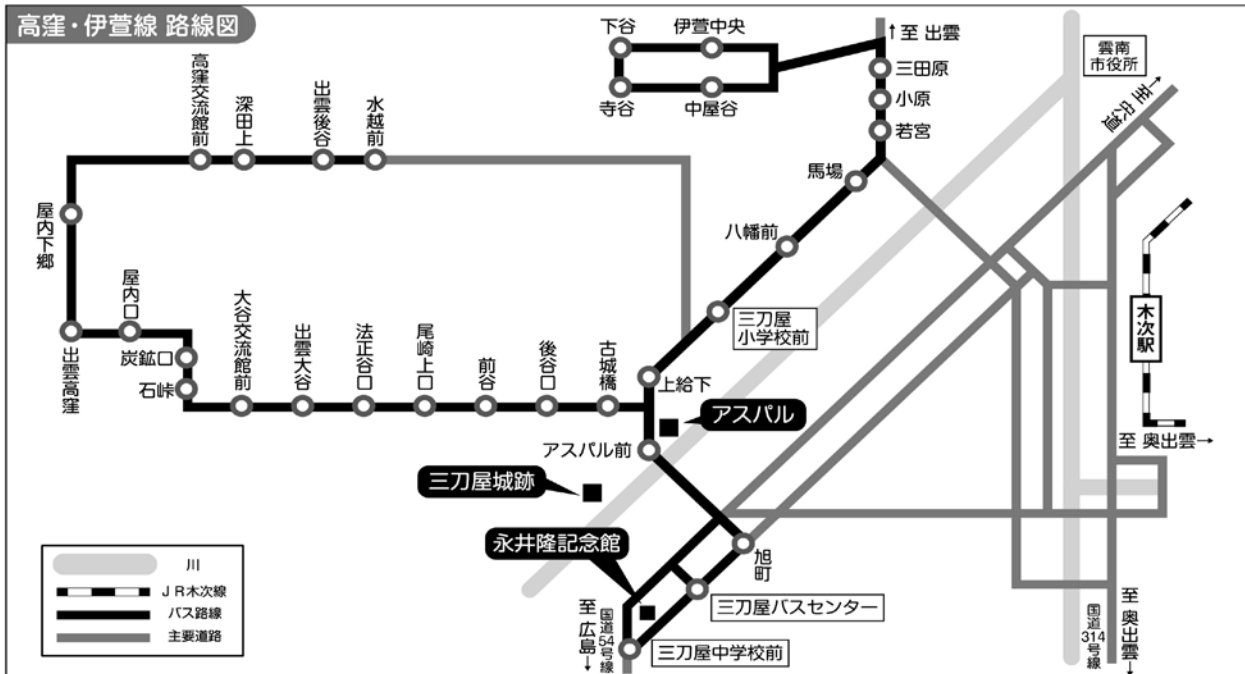 高窪・伊萱線 路線図
下谷
伊萱中央
寺谷
中屋谷
↑至 出雲
三田原
小原
若宮
馬場
八幡前
三刀屋
小学校前
上給下
アスパル
アスパル前
雲南
市役所
←至 宍道
木次駅
至 奥出雲→
高窪交流館前
深田上
出雲後谷
水越前
屋内下郷
出雲高窪
屋内口
炭鉱口
石峠
大谷交流館前
出雲大谷
法正谷口
尾崎上口
前谷
後谷口
古城橋
三刀屋城跡
永井隆記念館
旭町
三刀屋バスセンター
三刀屋中学校前
至 広島→
国道54号線
国道314号線
至 奥出雲→
川
JR木次線
バス路線
主要道路